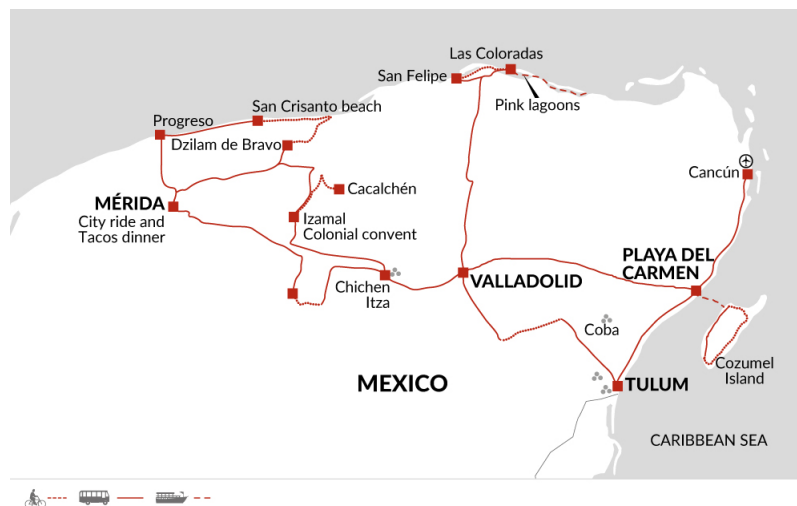 Las Coloradas
San Felipe
Pink lagoons
San Crisanto beach
Progreso
Dzilam de Bravo
Cancún
Cacalchén
MÉRIDA
City ride and
Tacos dinner
Izamal
Colonial convent
PLAYA DEL
CARMEN
VALLADOLID
Chichen
Itza
Coba
Cozumel
Island
MEXICO
TULUM
CARIBBEAN SEA